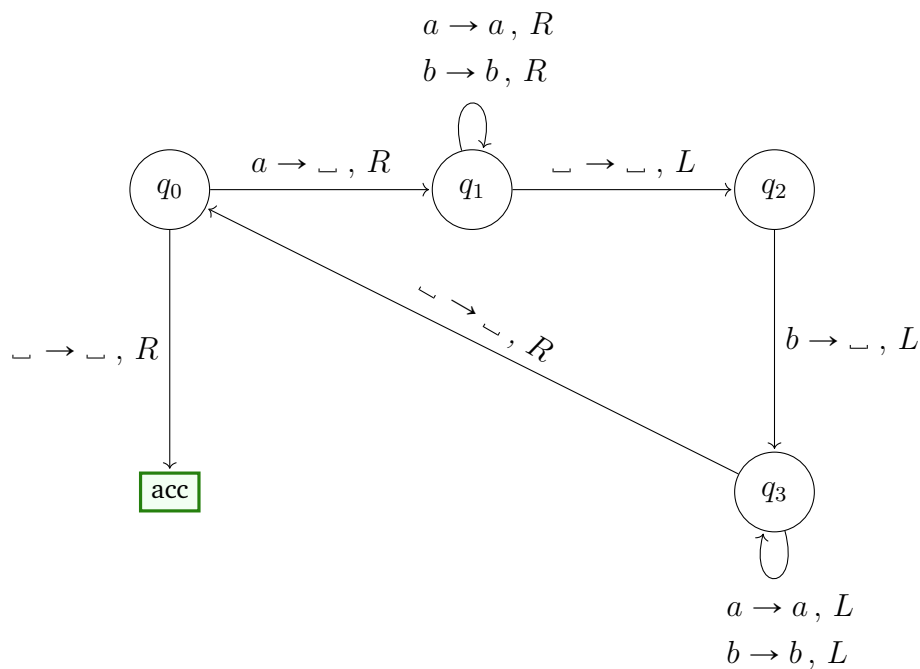 a → a , R
b → b , R
a → ␣ , R
␣ → ␣ , L
q₀
q₁
q₂
␣ → ␣ , R
␣ → ␣ , R
b → ␣ , L
acc
q₃
a → a , L
b → b , L